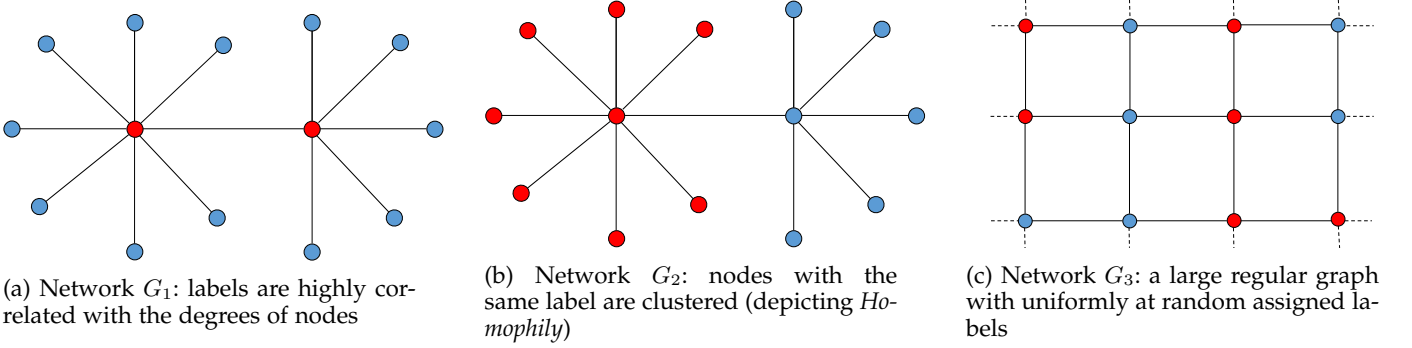 (a) Network G₁: labels are highly cor-
related with the degrees of nodes
(b) Network G₂: nodes with the
same label are clustered (depicting Ho-
mophily)
(c) Network G₃: a large regular graph
with uniformly at random assigned la-
bels